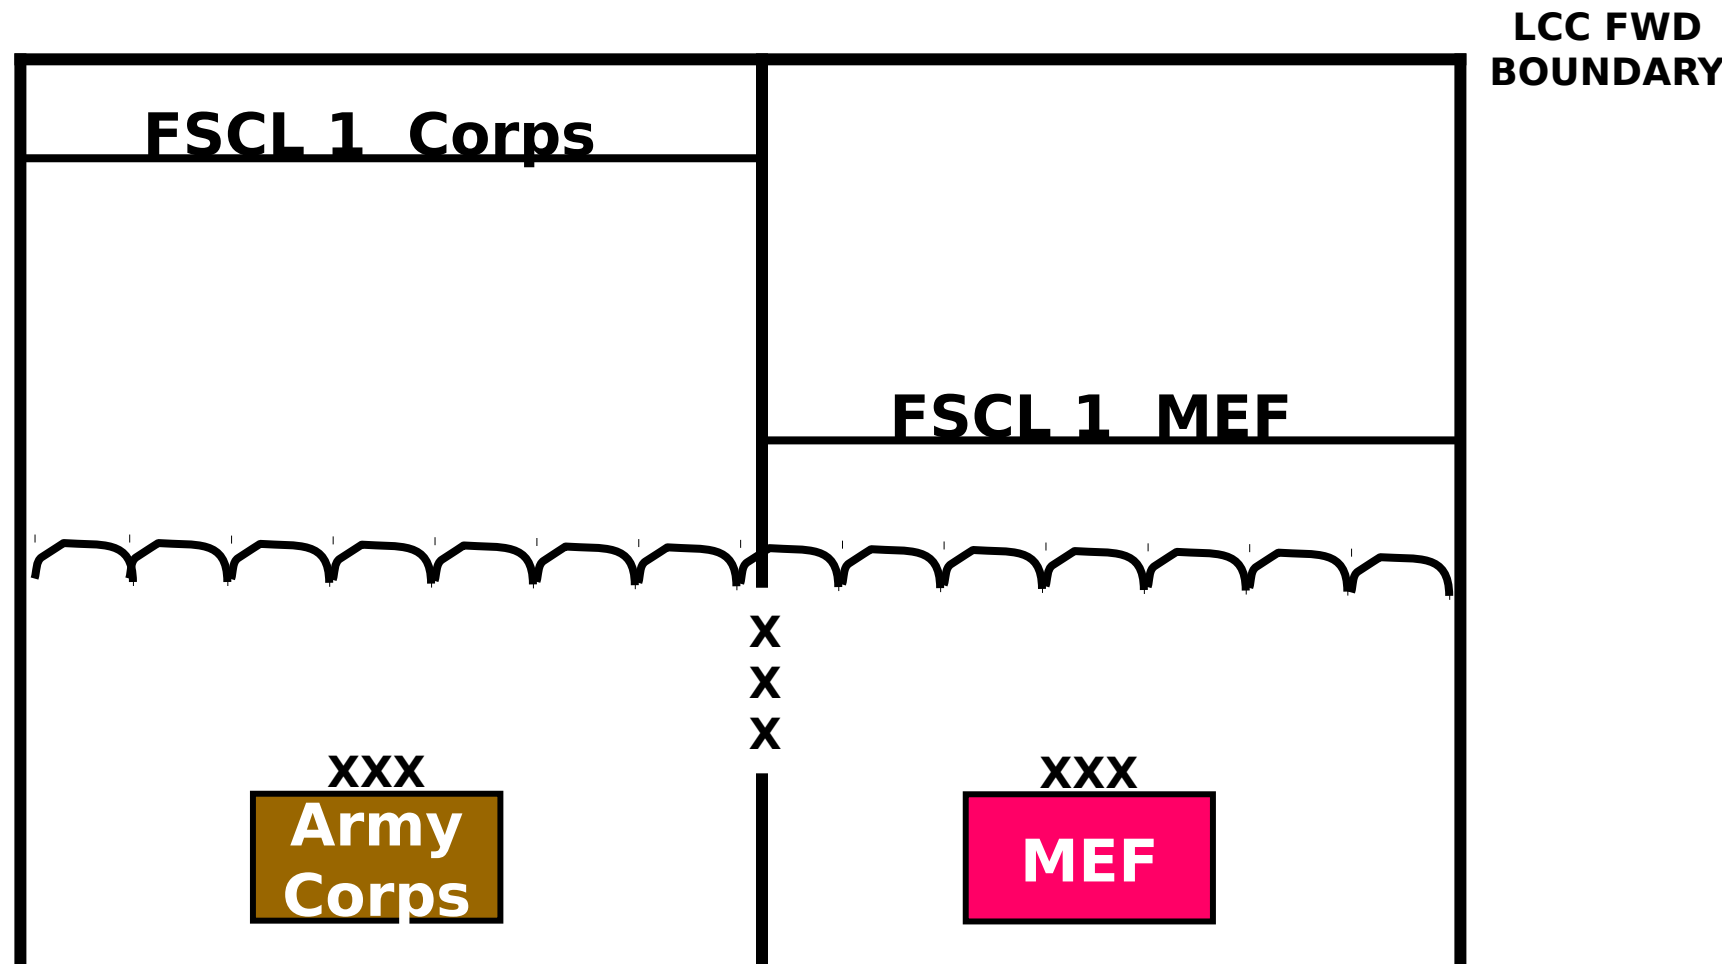 LCC FWD
BOUNDARY
FSCL 1  Corps
FSCL 1  MEF
X
X
X
XXX
Army
Corps
XXX
MEF